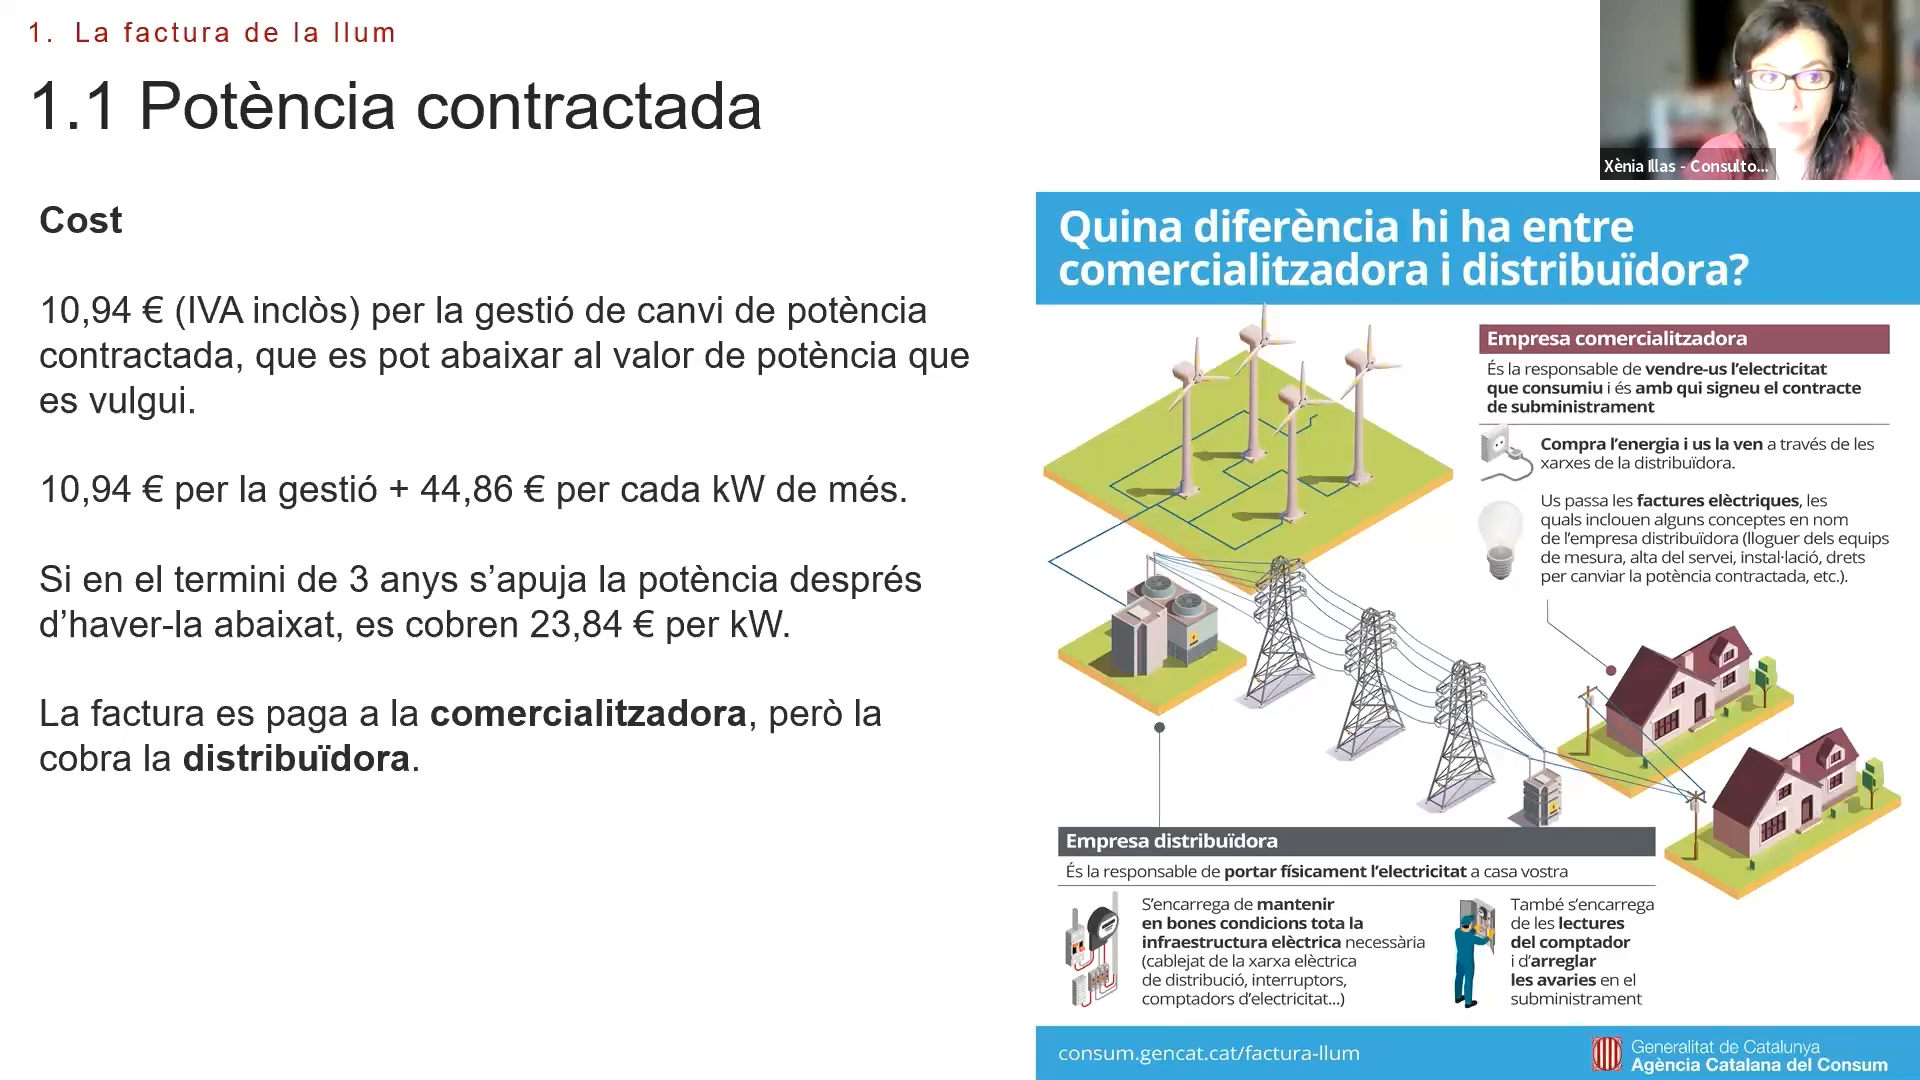 1. La factura de la llum
1.1 Potència contractada
Cost
10,94 € (IVA inclòs) per la gestió de canvi de potència
contractada, que es pot abaixar al valor de potència que
es vulgui.
10,94 € per la gestió + 44,86 € per cada kW de més.
Si en el termini de 3 anys s’apuja la potència després
d’haver-la abaixat, es cobren 23,84 € per kW.
La factura es paga a la comercialitzadora, però la
cobra la distribuïdora.
Xènia Illas - Consulto...
Quina diferència hi ha entre
comercialitzadora i distribuïdora?
Empresa comercialitzadora
És la responsable de vendre-us l’electricitat
que consumiu i és amb qui signeu el contracte
de subministrament
Compra l’energia i us la ven a través de les
xarxes de la distribuïdora.
Us passa les factures elèctriques, les
quals inclouen alguns conceptes en nom
de l’empresa distribuïdora (lloguer dels equips
de mesura, alta del servei, instal·lació, drets
per canviar la potència contractada, etc.).
Empresa distribuïdora
És la responsable de portar físicament l’electricitat a casa vostra
S’encarrega de mantenir
en bones condicions tota la
infraestructura elèctrica necessària
(cablejat de la xarxa elèctrica
de distribució, interruptors,
comptadors d’electricitat...)
També s’encarrega
de les lectures
del comptador
i d’arreglar
les avaries en el
subministrament
consum.gencat.cat/factura-llum
Generalitat de Catalunya
Agència Catalana del Consum